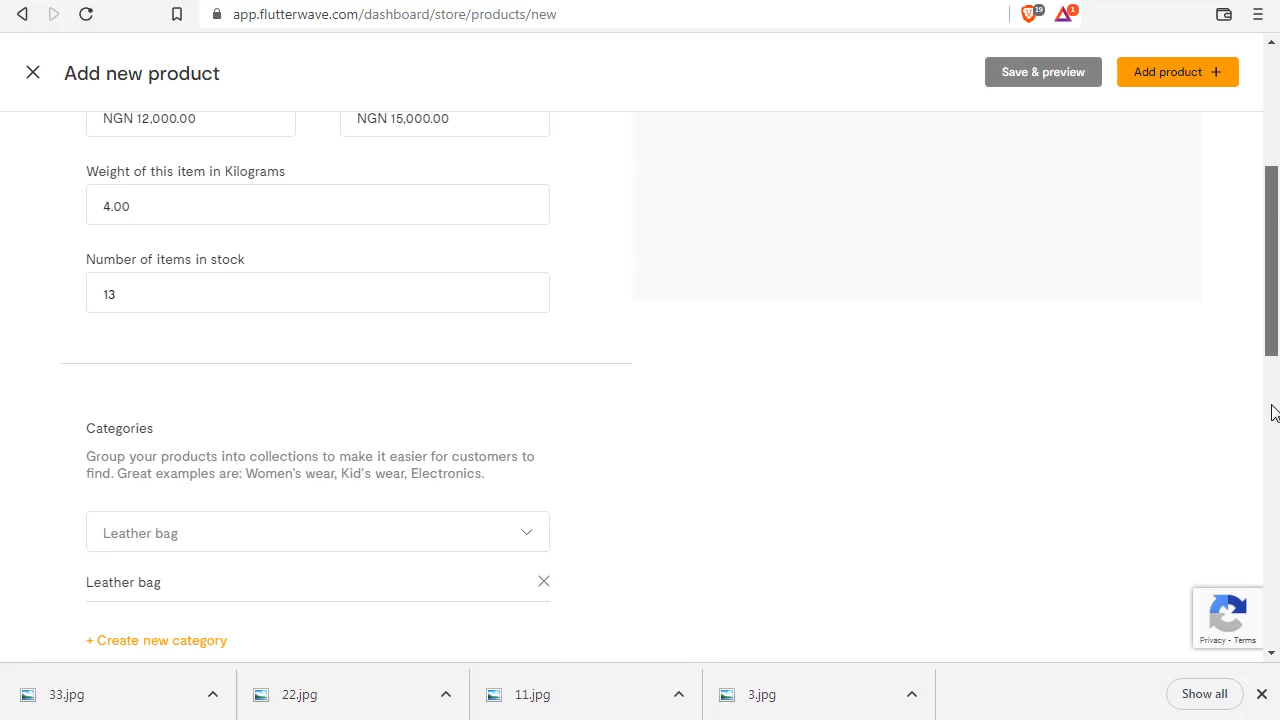 app.flutterwave.com/dashboard/store/products/new
19
1
Add new product
Save & preview
Add product +
NGN 12,000.00
NGN 15,000.00
Weight of this item in Kilograms
4.00
Number of items in stock
13
Categories
Group your products into collections to make it easier for customers to
find. Great examples are: Women's wear, Kid's wear, Electronics.
Leather bag
Leather bag
+ Create new category
Privacy - Terms
33.jpg
22.jpg
11.jpg
3.jpg
Show all